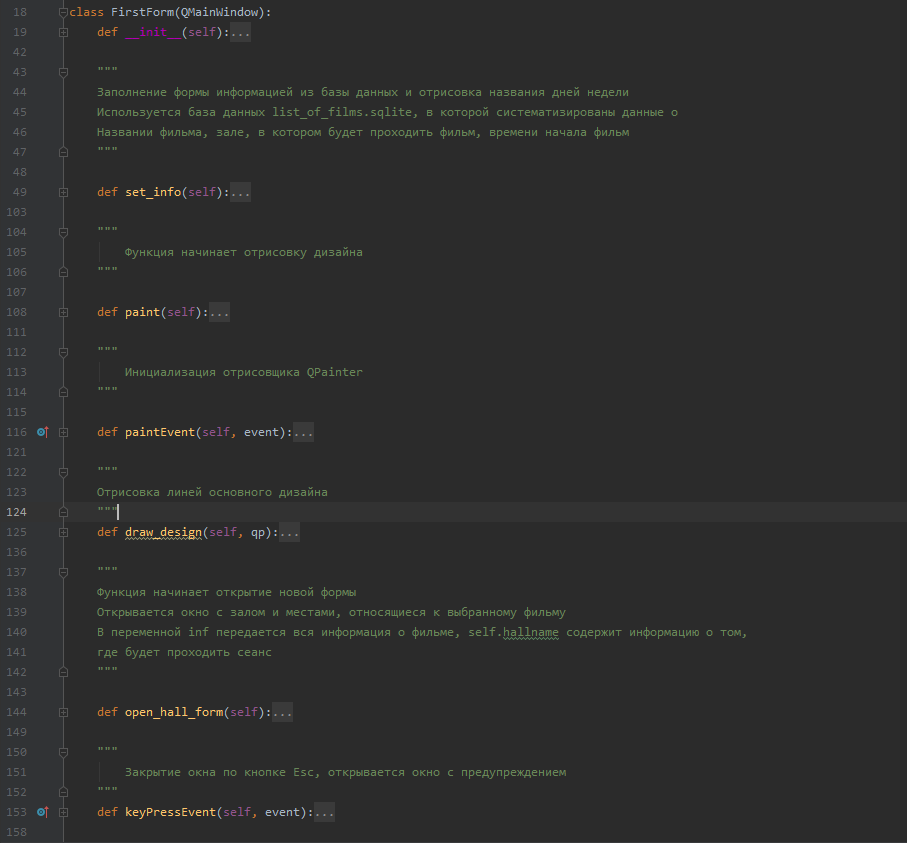 18 class FirstForm(QMainWindow):
19 def __init__(self):...
42
43 """
44 Заполнение формы информацией из базы данных и отрисовка названия дней недели
45 Используется база данных list_of_films.sqlite, в которой систематизированы данные о
46 Названии фильма, зале, в котором будет проходить фильм, времени начала фильм
47 """
48
49 def set_info(self):...
103
104 """
105 Функция начинает отрисовку дизайна
106 """
107
108 def paint(self):...
111
112 """
113 Инициализация отрисовщика QPainter
114 """
115
116 def paintEvent(self, event):...
121
122 """
123 Отрисовка линей основного дизайна
124 """
125 def draw_design(self, qp):...
136
137 """
138 Функция начинает открытие новой формы
139 Открывается окно с залом и местами, относящиеся к выбранному фильму
140 В переменной inf передается вся информация о фильме, self.hallname содержит информацию о том,
141 где будет проходить сеанс
142 """
143
144 def open_hall_form(self):...
149
150 """
151 Закрытие окна по кнопке Esc, открывается окно с предупреждением
152 """
153 def keyPressEvent(self, event):...
158